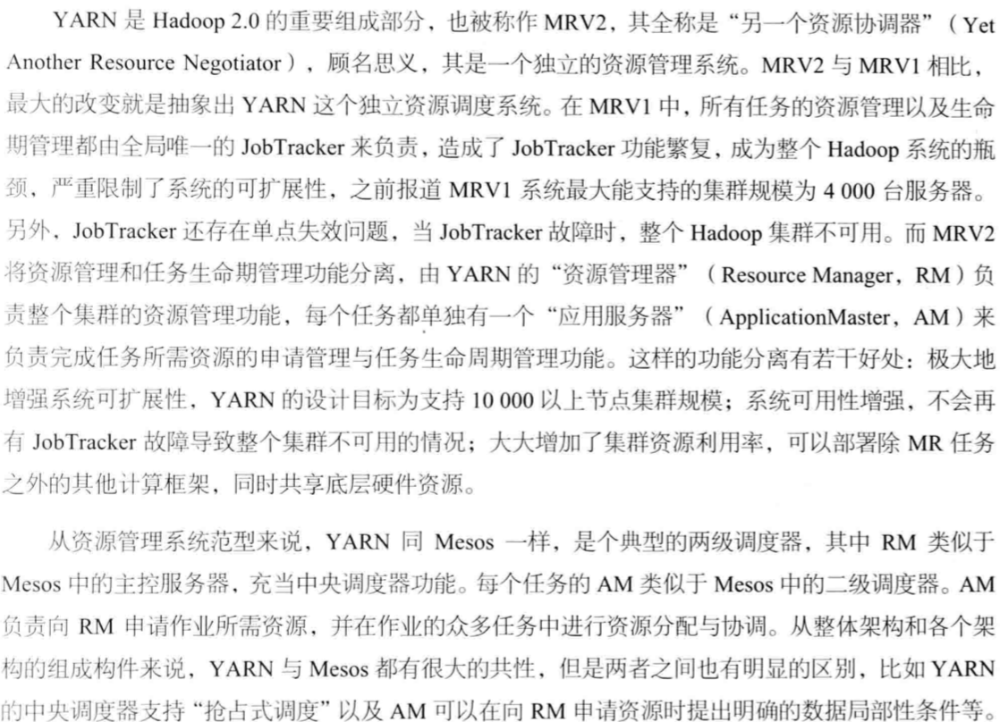 YARN 是 Hadoop 2.0 的重要组成部分，也被称作 MRV2，其全称是“另一个资源协调器”（Yet
Another Resource Negotiator），顾名思义，其是一个独立的资源管理系统。MRV2 与 MRV1 相比，
最大的改变就是抽象出 YARN 这个独立资源调度系统。在 MRV1 中，所有任务的资源管理以及生命
期管理都由全局唯一的 JobTracker 来负责，造成了 JobTracker 功能繁复，成为整个 Hadoop 系统的瓶
颈，严重限制了系统的可扩展性，之前报道 MRV1 系统最大能支持的集群规模为 4 000 台服务器。
另外，JobTracker 还存在单点失效问题，当 JobTracker 故障时，整个 Hadoop 集群不可用。而 MRV2
将资源管理和任务生命期管理功能分离，由 YARN 的“资源管理器”（Resource Manager，RM）负
责整个集群的资源管理功能，每个任务都单独有一个“应用服务器”（ApplicationMaster，AM）来
负责完成任务所需资源的申请管理与任务生命周期管理功能。这样的功能分离有若干好处：极大地
增强系统可扩展性，YARN 的设计目标为支持 10 000 以上节点集群规模；系统可用性增强，不会再
有 JobTracker 故障导致整个集群不可用的情况；大大增加了集群资源利用率，可以部署除 MR 任务
之外的其他计算框架，同时共享底层硬件资源。
从资源管理系统范型来说，YARN 同 Mesos 一样，是个典型的两级调度器，其中 RM 类似于
Mesos 中的主控服务器，充当中央调度器功能。每个任务的 AM 类似于 Mesos 中的二级调度器。AM
负责向 RM 申请作业所需资源，并在作业的众多任务中进行资源分配与协调。从整体架构和各个架
构的组成构件来说，YARN 与 Mesos 都有很大的共性，但是两者之间也有明显的区别，比如 YARN
的中央调度器支持“抢占式调度”以及 AM 可以在向 RM 申请资源时提出明确的数据局部性条件等。